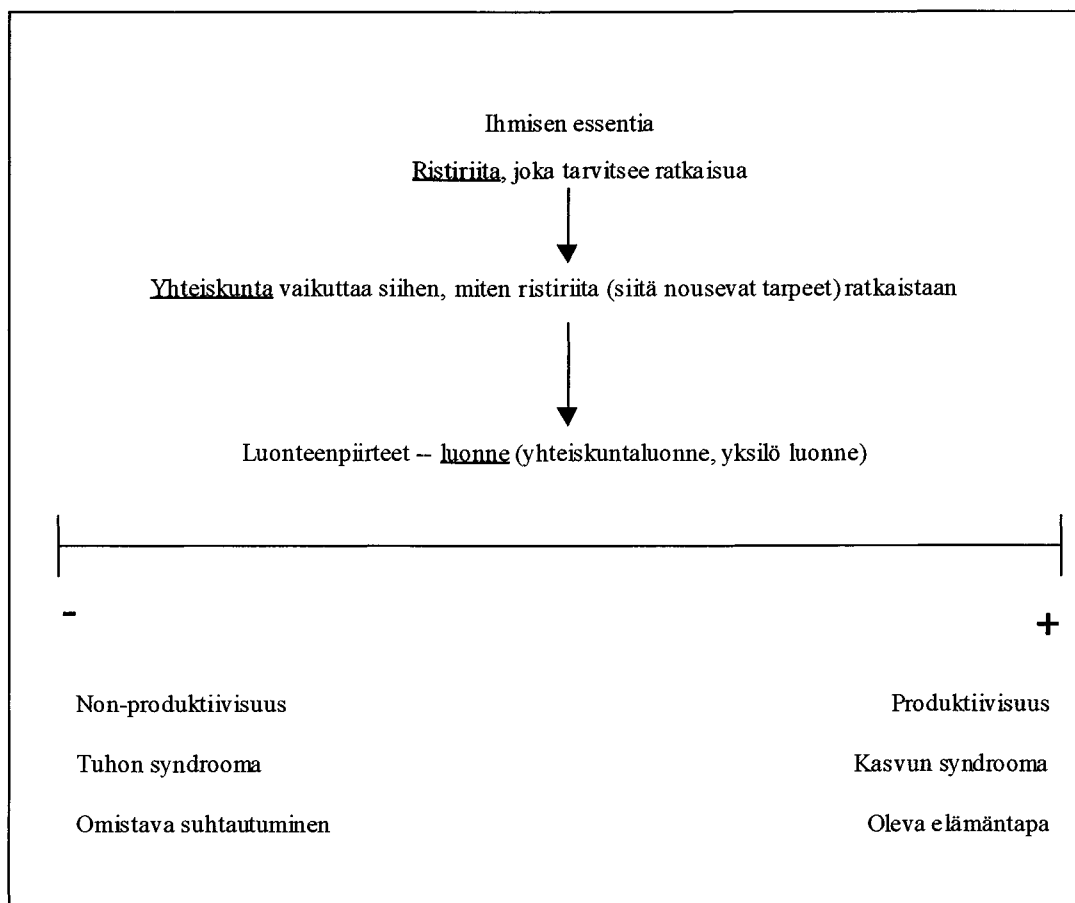 Ihmisen essentia
Ristiriita, joka tarvitsee ratkaisua
Yhteiskunta vaikuttaa siihen, miten ristiriita (siitä nousevat tarpeet) ratkaistaan
Luonteenpiirteet – luonne (yhteiskuntaluonne, yksilö luonne)
- +
Non-produktiivisuus Produktiivisuus
Tuhon syndrooma Kasvun syndrooma
Omistava suhtautuminen Oleva elämäntapa